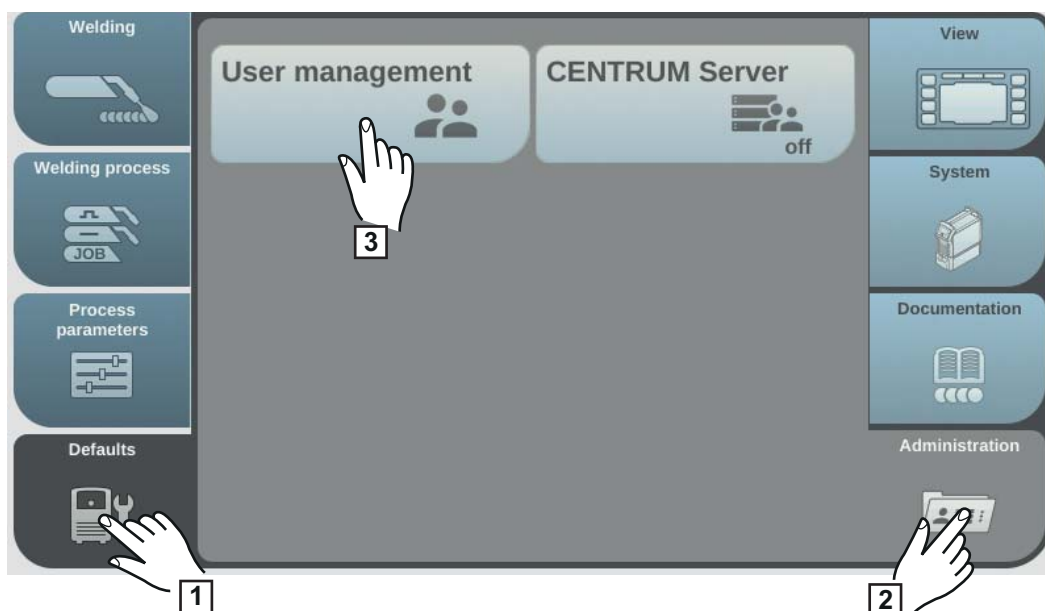 Welding
JOB
Welding process
Process
parameters
Defaults
User management
CENTRUM Server
off
View
System
Documentation
Administration
1
2
3